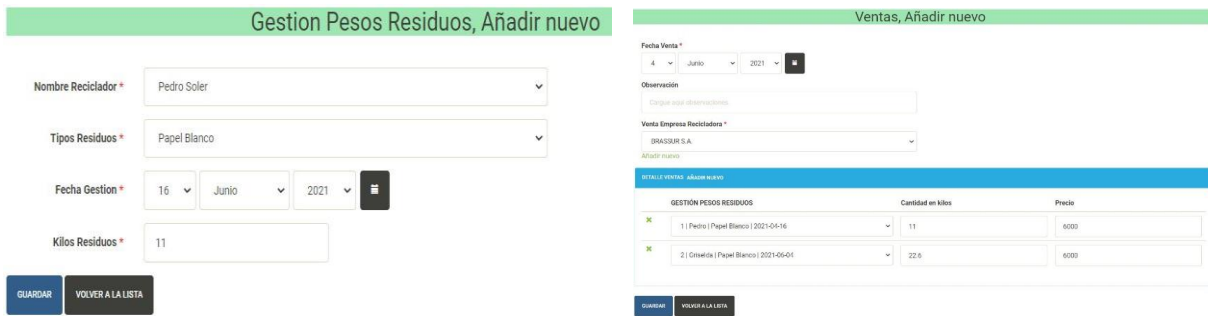 Gestion Pesos Residuos, Añadir nuevo
Nombre Reciclador *
Pedro Soler
Tipos Residuos *
Papel Blanco
Fecha Gestion *
16 Junio 2021
Kilos Residuos *
11
GUARDAR VOLVER A LA LISTA
Ventas, Añadir nuevo
Fecha Venta *
4 Junio 2021
Observación
Cargue sus observaciones
Venta Empresa Recicladora *
BRASSUR S.A.
Añadir nuevo
DETALLE VENTAS AÑADIR NUEVO
GESTIÓN PESOS RESIDUOS Cantidad en kilos Precio
1 | Pedro | Papel Blanco | 2021-04-16 11 6000
2 | Griselda | Papel Blanco | 2021-06-04 22.6 6000
GUARDAR VOLVER A LA LISTA